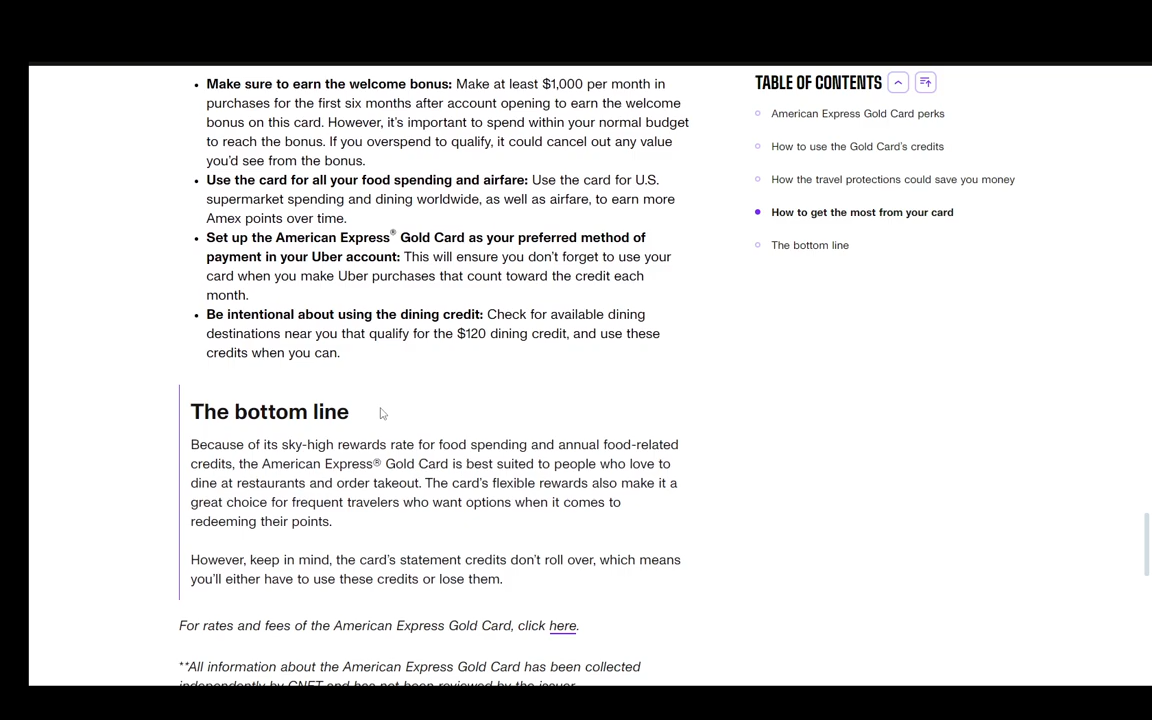 • Make sure to earn the welcome bonus: Make at least $1,000 per month in
purchases for the first six months after account opening to earn the welcome
bonus on this card. However, it's important to spend within your normal budget
to reach the bonus. If you overspend to qualify, it could cancel out any value
you'd see from the bonus.
• Use the card for all your food spending and airfare: Use the card for U.S.
supermarket spending and dining worldwide, as well as airfare, to earn more
Amex points over time.
• Set up the American Express® Gold Card as your preferred method of
payment in your Uber account: This will ensure you don't forget to use your
card when you make Uber purchases that count toward the credit each
month.
• Be intentional about using the dining credit: Check for available dining
destinations near you that qualify for the $120 dining credit, and use these
credits when you can.
The bottom line
Because of its sky-high rewards rate for food spending and annual food-related
credits, the American Express® Gold Card is best suited to people who love to
dine at restaurants and order takeout. The card's flexible rewards also make it a
great choice for frequent travelers who want options when it comes to
redeeming their points.
However, keep in mind, the card's statement credits don't roll over, which means
you'll either have to use these credits or lose them.
For rates and fees of the American Express Gold Card, click here.
**All information about the American Express Gold Card has been collected
independently by CNET and has not been reviewed by the issuer.
TABLE OF CONTENTS
American Express Gold Card perks
How to use the Gold Card's credits
How the travel protections could save you money
How to get the most from your card
The bottom line